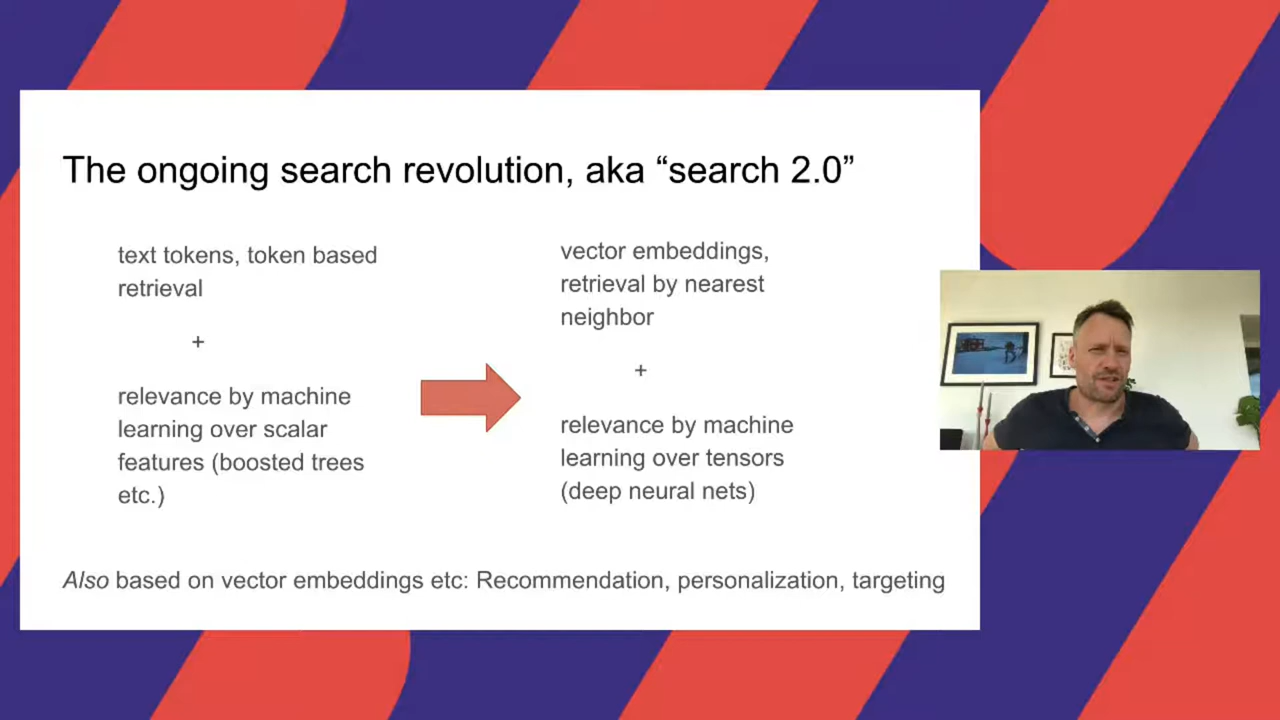 The ongoing search revolution, aka “search 2.0”
text tokens, token based
retrieval
+
relevance by machine
learning over scalar
features (boosted trees
etc.)
vector embeddings,
retrieval by nearest
neighbor
+
relevance by machine
learning over tensors
(deep neural nets)
Also based on vector embeddings etc: Recommendation, personalization, targeting